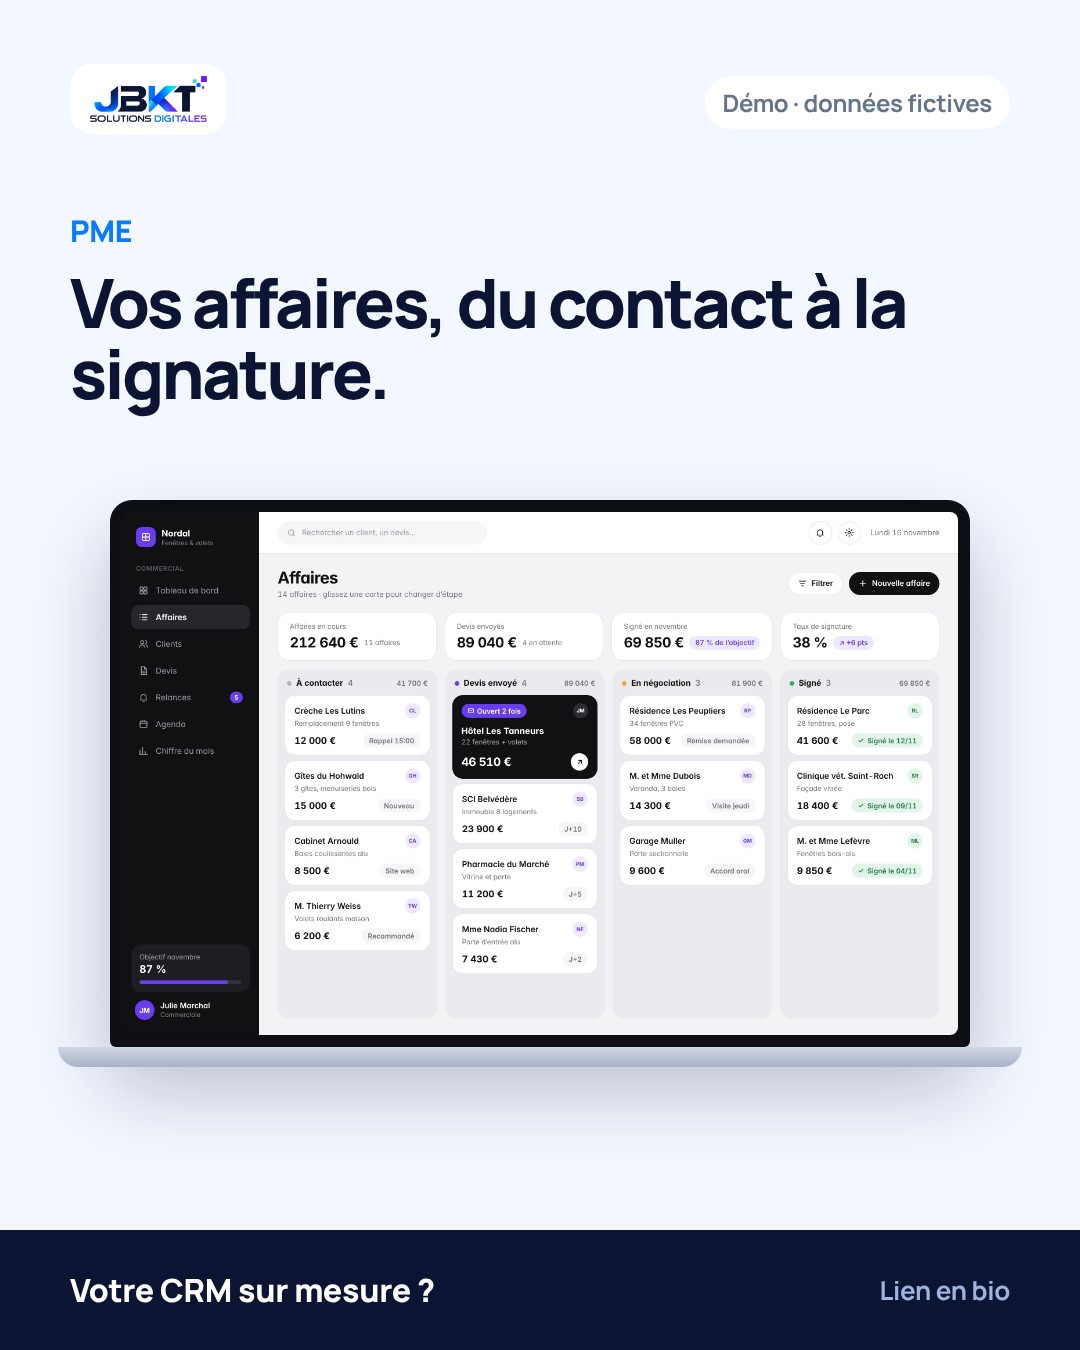 JBKT
SOLUTIONS DIGITALES
Démo · données fictives
PME
Vos affaires, du contact à la
signature.
Nordal
Fenêtres & volets
COMMERCIAL
Tableau de bord
Affaires
Clients
Devis
Relances 5
Agenda
Chiffre du mois
Objectif novembre
87 %
JM
Julie Marchal
Commerciale
Rechercher un client, un devis...
Lundi 16 novembre
Affaires
14 affaires · glissez une carte pour changer d'étape
Filtrer
+ Nouvelle affaire
Affaires en cours
212 640 € 11 affaires
Devis envoyés
89 040 € 4 en attente
Signé en novembre
69 850 € 87 % de l'objectif
Taux de signature
38 % ↗ +6 pts
À contacter 4 41 700 €
Crèche Les Lutins CL
Remplacement 9 fenêtres
12 000 € Rappel 15:00
Gîtes du Hohwald GH
3 gîtes, menuiseries bois
15 000 € Nouveau
Cabinet Arnould CA
Baies coulissantes alu
8 500 € Site web
M. Thierry Weiss TW
Volets roulants maison
6 200 € Recommandé
Devis envoyé 4 89 040 €
Ouvert 2 fois JM
Hôtel Les Tanneurs
22 fenêtres + volets
46 510 €
SCI Belvédère SB
Immeuble 8 logements
23 900 € J+10
Pharmacie du Marché PM
Vitrine et porte
11 200 € J+5
Mme Nadia Fischer NF
Porte d'entrée alu
7 430 € J+2
En négociation 3 81 900 €
Résidence Les Peupliers RP
34 fenêtres PVC
58 000 € Remise demandée
M. et Mme Dubois MD
Véranda, 3 baies
14 300 € Visite jeudi
Garage Muller GM
Porte sectionnelle
9 600 € Accord oral
Signé 3 69 850 €
Résidence Le Parc RL
28 fenêtres, pose
41 600 € ✓ Signé le 12/11
Clinique vét. Saint-Roch SR
Façade vitrée
18 400 € ✓ Signé le 09/11
M. et Mme Lefèvre ML
Fenêtres bois-alu
9 850 € ✓ Signé le 04/11
Votre CRM sur mesure ?
Lien en bio